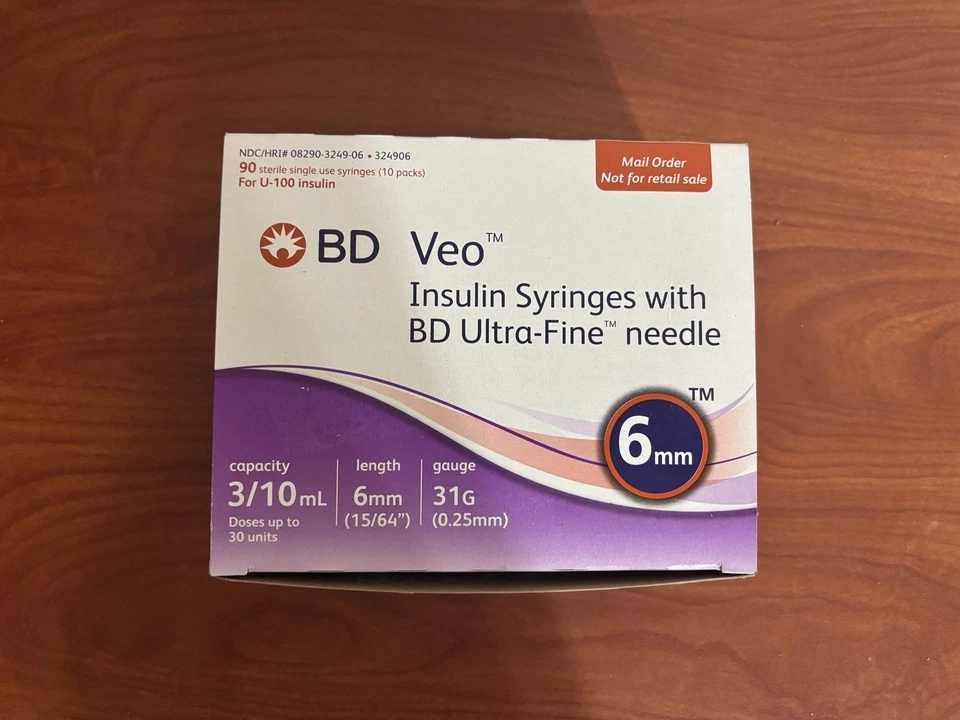 NDC/HRI# 08290-3249-06 • 324906
90 sterile single use syringes (10 packs)
For U-100 insulin
Mail Order
Not for retail sale
BD Veo™
Insulin Syringes with
BD Ultra-Fine™ needle
6mm ™
capacity
3/10 mL
Doses up to
30 units
length
6mm
(15/64”)
gauge
31G
(0.25mm)